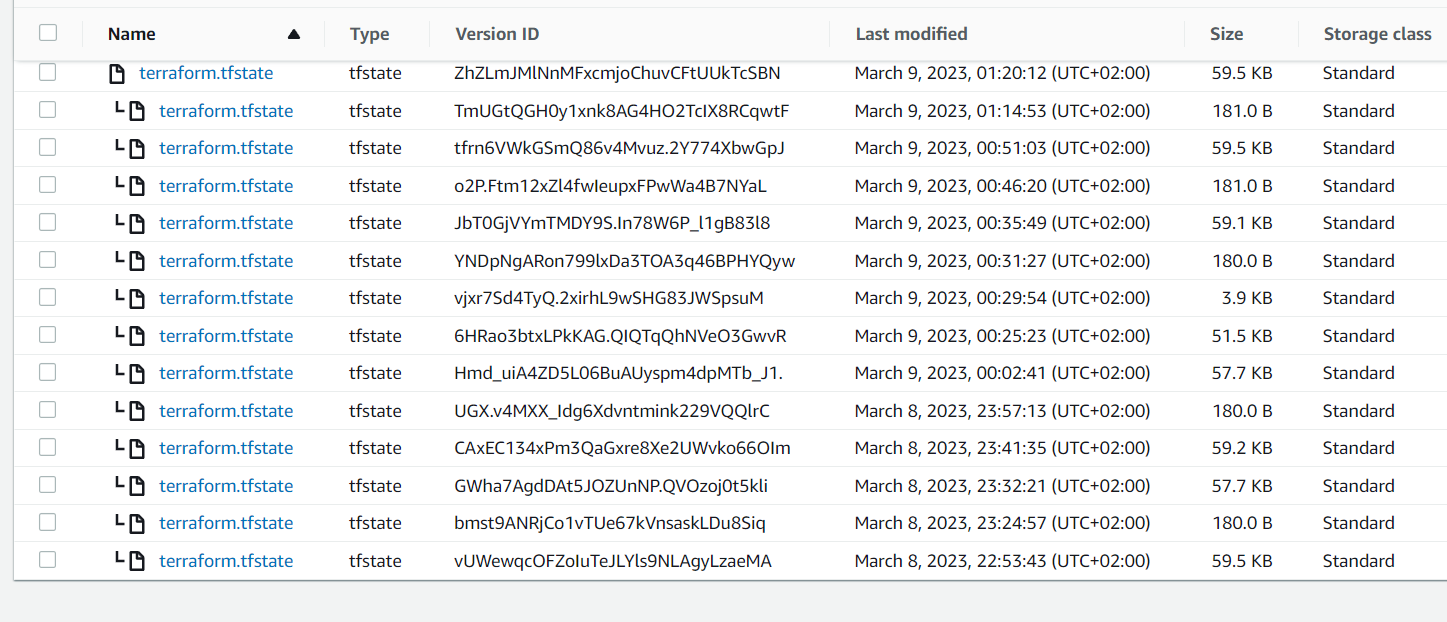 Name Type Version ID Last modified Size Storage class
terraform.tfstate tfstate ZhZLmJMlNnMFxcmjoChuvCFtUUkTcSBN March 9, 2023, 01:20:12 (UTC+02:00) 59.5 KB Standard
terraform.tfstate tfstate TmUGtQGH0y1xnk8AG4HO2TcIX8RCqwtF March 9, 2023, 01:14:53 (UTC+02:00) 181.0 B Standard
terraform.tfstate tfstate tfrn6VWkGSmQ86v4Mvuz.2Y774XbwGpJ March 9, 2023, 00:51:03 (UTC+02:00) 59.5 KB Standard
terraform.tfstate tfstate o2P.Ftm12xZl4fwIeupxFPwWa4B7NYaL March 9, 2023, 00:46:20 (UTC+02:00) 181.0 B Standard
terraform.tfstate tfstate JbT0GjVYmTMDY9S.In78W6P_l1gB83l8 March 9, 2023, 00:35:49 (UTC+02:00) 59.1 KB Standard
terraform.tfstate tfstate YNDpNgARon799lxDa3TOA3q46BPHYQyw March 9, 2023, 00:31:27 (UTC+02:00) 180.0 B Standard
terraform.tfstate tfstate vjxr7Sd4TyQ.2xirhL9wSHG83JWSpsuM March 9, 2023, 00:29:54 (UTC+02:00) 3.9 KB Standard
terraform.tfstate tfstate 6HRao3btxLPkKAG.QIQTqQhNVeO3GwvR March 9, 2023, 00:25:23 (UTC+02:00) 51.5 KB Standard
terraform.tfstate tfstate Hmd_uiA4ZD5L06BuAUyspm4dpMTb_J1. March 9, 2023, 00:02:41 (UTC+02:00) 57.7 KB Standard
terraform.tfstate tfstate UGX.v4MXX_Idg6Xdvntmink229VQQlrC March 8, 2023, 23:57:13 (UTC+02:00) 180.0 B Standard
terraform.tfstate tfstate CAxEC134xPm3QaGxre8Xe2UWvko66OIm March 8, 2023, 23:41:35 (UTC+02:00) 59.2 KB Standard
terraform.tfstate tfstate GWha7AgdDAt5JOZUnNP.QVOzoj0t5kli March 8, 2023, 23:32:21 (UTC+02:00) 57.7 KB Standard
terraform.tfstate tfstate bmst9ANRjCo1vTUe67kVnsaskLDu8Siq March 8, 2023, 23:24:57 (UTC+02:00) 180.0 B Standard
terraform.tfstate tfstate vUWewqcOFZoIuTeJLYls9NLAgyLzaeMA March 8, 2023, 22:53:43 (UTC+02:00) 59.5 KB Standard